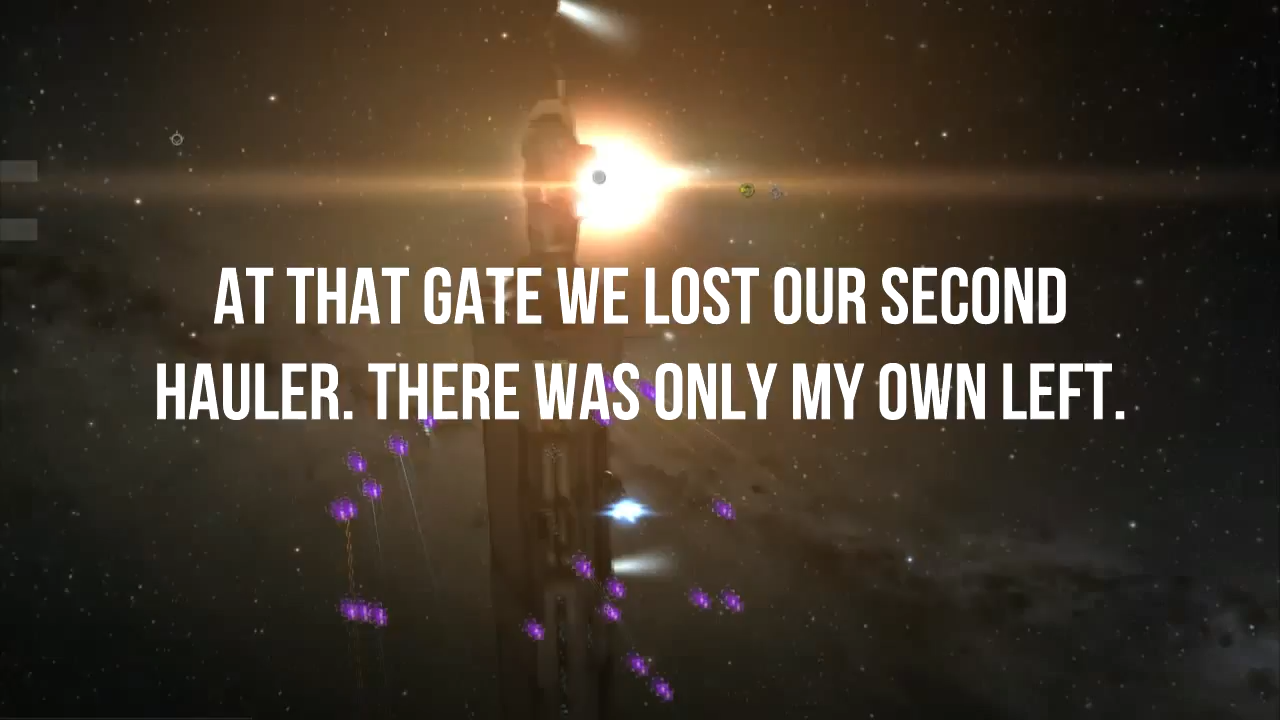 AT THAT GATE WE LOST OUR SECOND
HAULER. THERE WAS ONLY MY OWN LEFT.